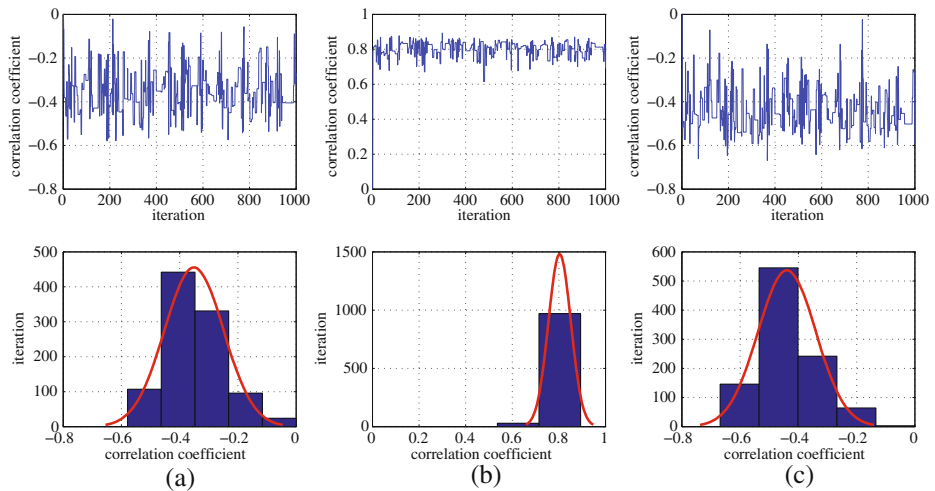 correlation coefficient
0
−0.2
−0.4
−0.6
−0.8
0 200 400 600 800 1000
iteration
correlation coefficient
1
0.8
0.6
0.4
0.2
0
0 200 400 600 800 1000
iteration
correlation coefficient
0
−0.2
−0.4
−0.6
−0.8
0 200 400 600 800 1000
iteration
iteration
500
400
300
200
100
0
−0.8 −0.6 −0.4 −0.2 0
correlation coefficient
(a)
iteration
1500
1000
500
0
0 0.2 0.4 0.6 0.8 1
correlation coefficient
(b)
iteration
600
500
400
300
200
100
0
−0.8 −0.6 −0.4 −0.2 0
correlation coefficient
(c)